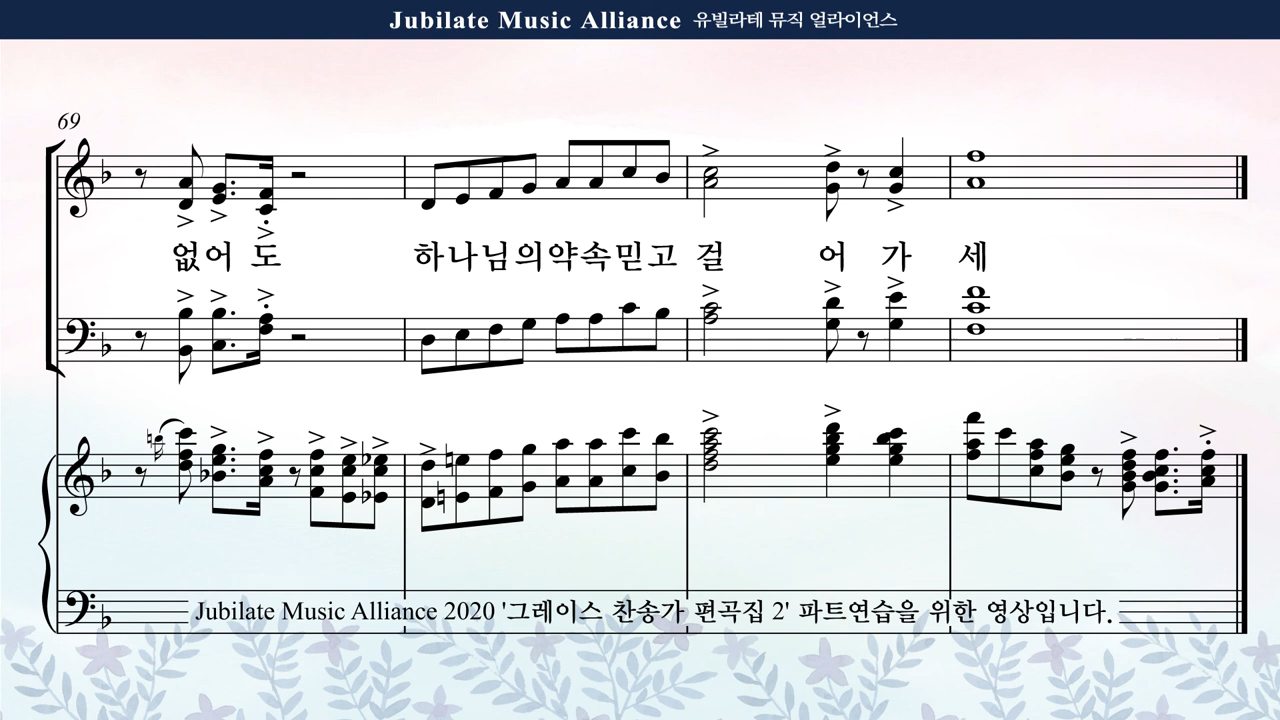 Jubilate Music Alliance 유빌라테 뮤직 얼라이언스
69
없어 도 하나님의약속믿고 걸 어 가 세
Jubilate Music Alliance 2020 '그레이스 찬송가 편곡집 2' 파트연습을 위한 영상입니다.